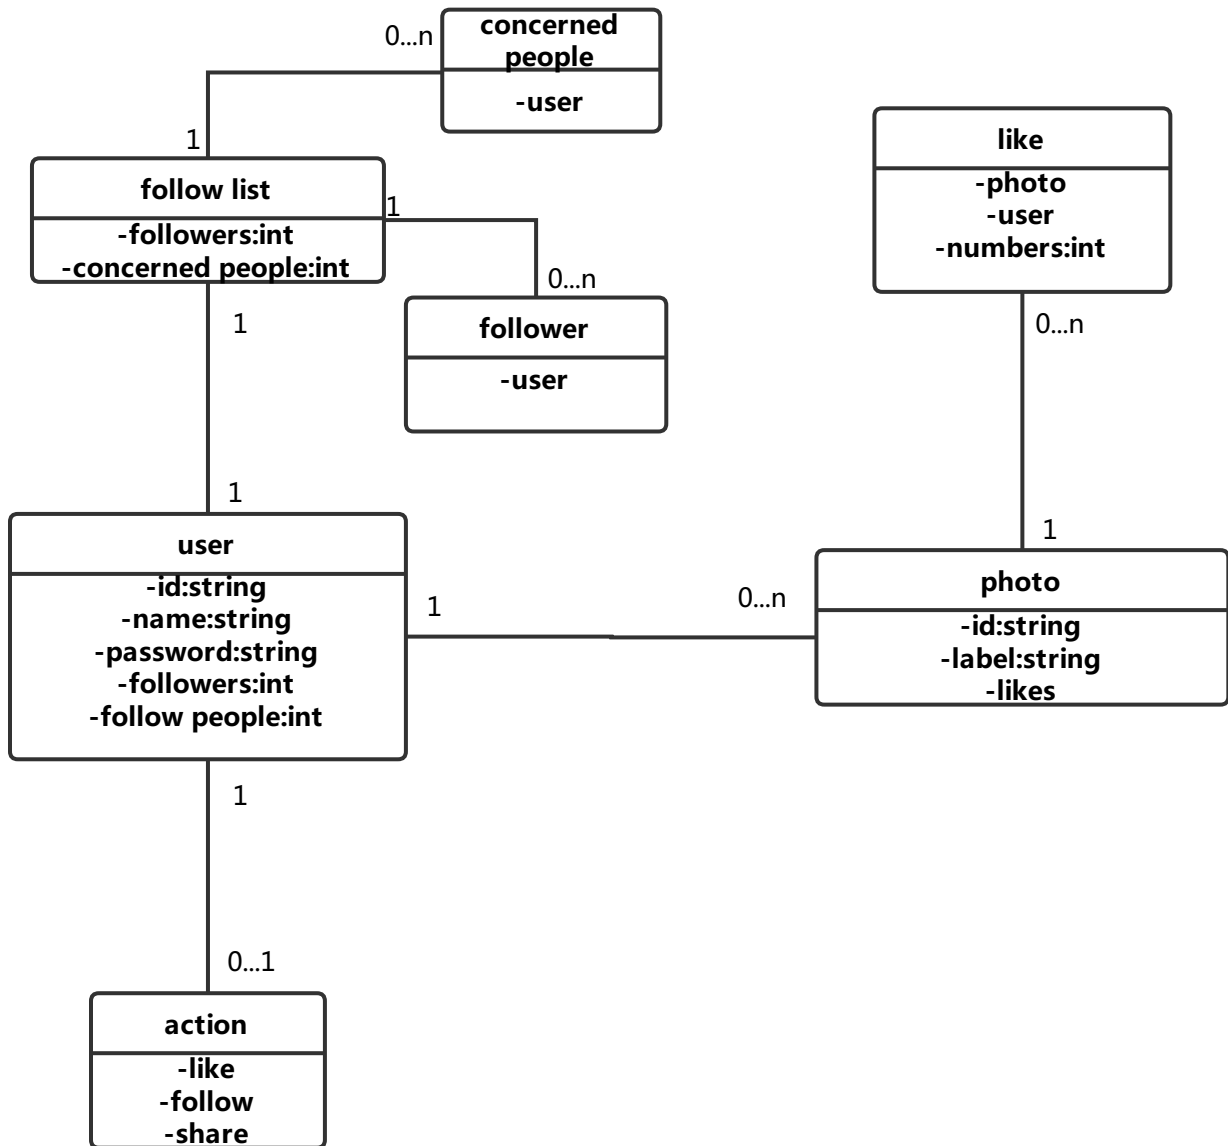 0...n
concerned
people
-user
1
follow list
-followers:int
-concerned people:int
1
0...n
follower
-user
like
-photo
-user
-numbers:int
0...n
1
1
1
user
-id:string
-name:string
-password:string
-followers:int
-follow people:int
1
0...n
photo
-id:string
-label:string
-likes
1
0...1
action
-like
-follow
-share